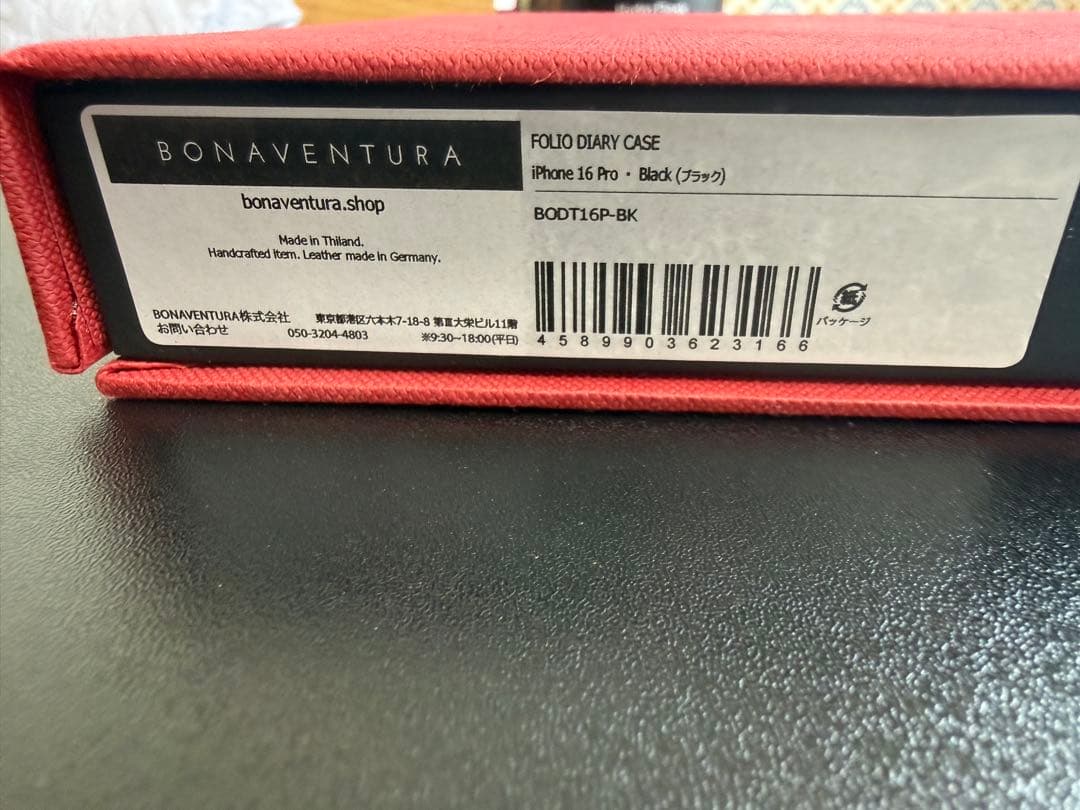 BONAVENTURA
bonaventura.shop
Made in Thiland.
Handcrafted item. Leather made in Germany.
BONAVENTURA株式会社 東京都港区六本木7-18-8 第Ⅲ大栄ビル11階
お問い合わせ 050-3204-4803 ※9:30~18:00(平日)
FOLIO DIARY CASE
iPhone 16 Pro・Black (ブラック)
BODT16P-BK
4589903623166
紙
パッケージ